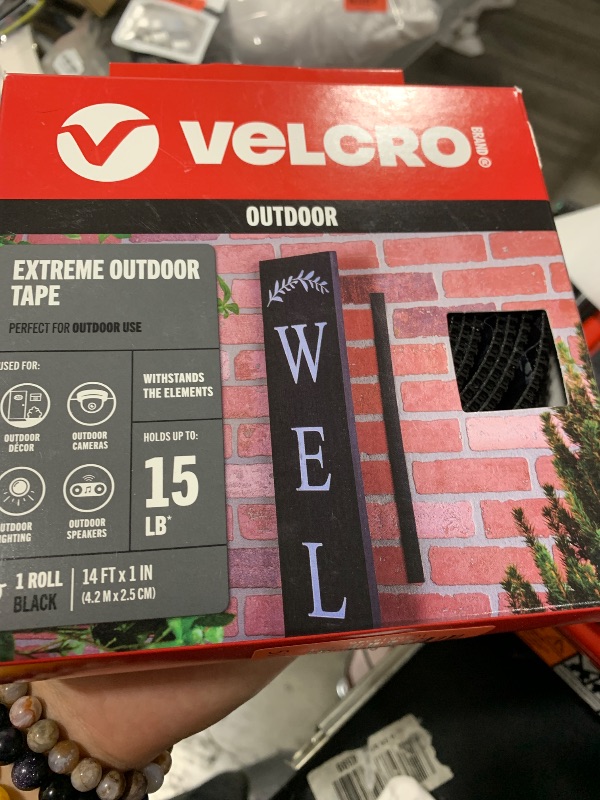 VELCRO®
BRAND
OUTDOOR
EXTREME OUTDOOR
TAPE
PERFECT FOR OUTDOOR USE
USED FOR:
OUTDOOR
DÉCOR
OUTDOOR
CAMERAS
OUTDOOR
LIGHTING
OUTDOOR
SPEAKERS
WITHSTANDS
THE ELEMENTS
HOLDS UP TO:
15
LB*
1 ROLL
BLACK
14 FT x 1 IN
(4.2 M x 2.5 CM)
W
E
L